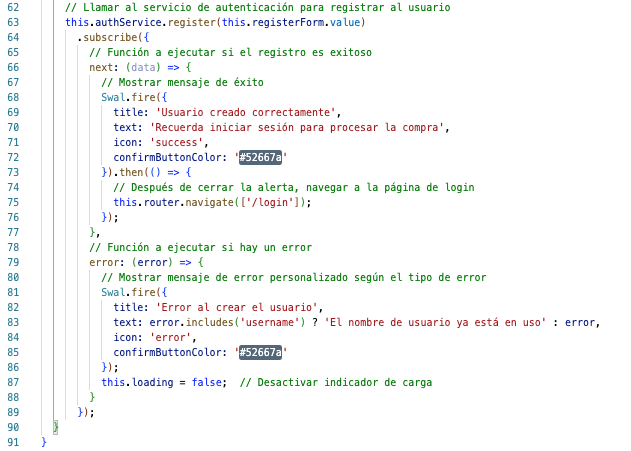 62 // Llamar al servicio de autenticación para registrar al usuario
63 this.authService.register(this.registerForm.value)
64 .subscribe({
65 // Función a ejecutar si el registro es exitoso
66 next: (data) => {
67 // Mostrar mensaje de éxito
68 Swal.fire({
69 title: 'Usuario creado correctamente',
70 text: 'Recuerda iniciar sesión para procesar la compra',
71 icon: 'success',
72 confirmButtonColor: '#52667a'
73 }).then(() => {
74 // Después de cerrar la alerta, navegar a la página de login
75 this.router.navigate(['/login']);
76 });
77 },
78 // Función a ejecutar si hay un error
79 error: (error) => {
80 // Mostrar mensaje de error personalizado según el tipo de error
81 Swal.fire({
82 title: 'Error al crear el usuario',
83 text: error.includes('username') ? 'El nombre de usuario ya está en uso' : error,
84 icon: 'error',
85 confirmButtonColor: '#52667a'
86 });
87 this.loading = false; // Desactivar indicador de carga
88 }
89 });
90 }
91 }